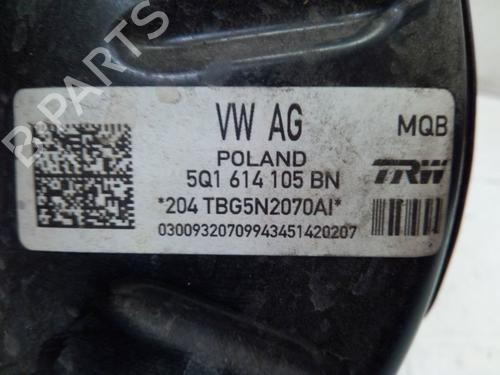 B-PARTS
VW AG
MQB
POLAND
5Q1 614 105 BN
TRW
*204 TBG5N2070AI*
03009320709943451420207